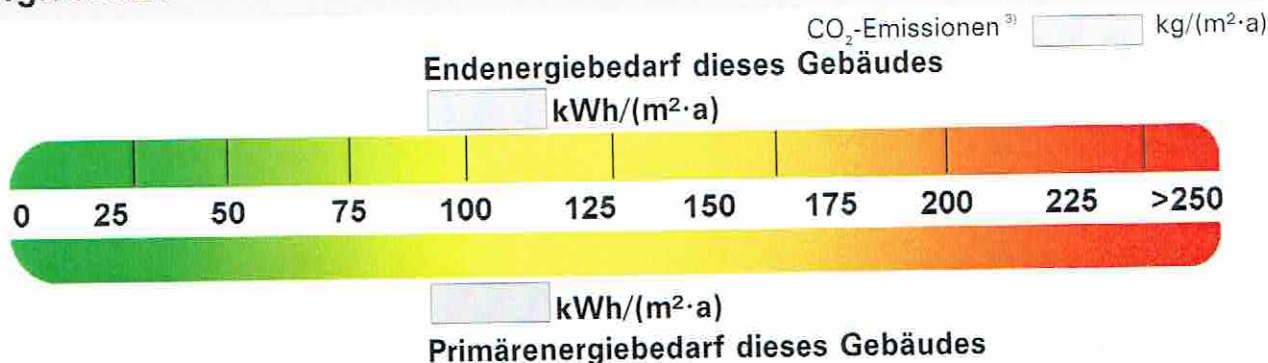 CO₂-Emissionen ³⁾ kg/(m²·a)
Endenergiebedarf dieses Gebäudes
kWh/(m²·a)
0 25 50 75 100 125 150 175 200 225 >250
kWh/(m²·a)
Primärenergiebedarf dieses Gebäudes